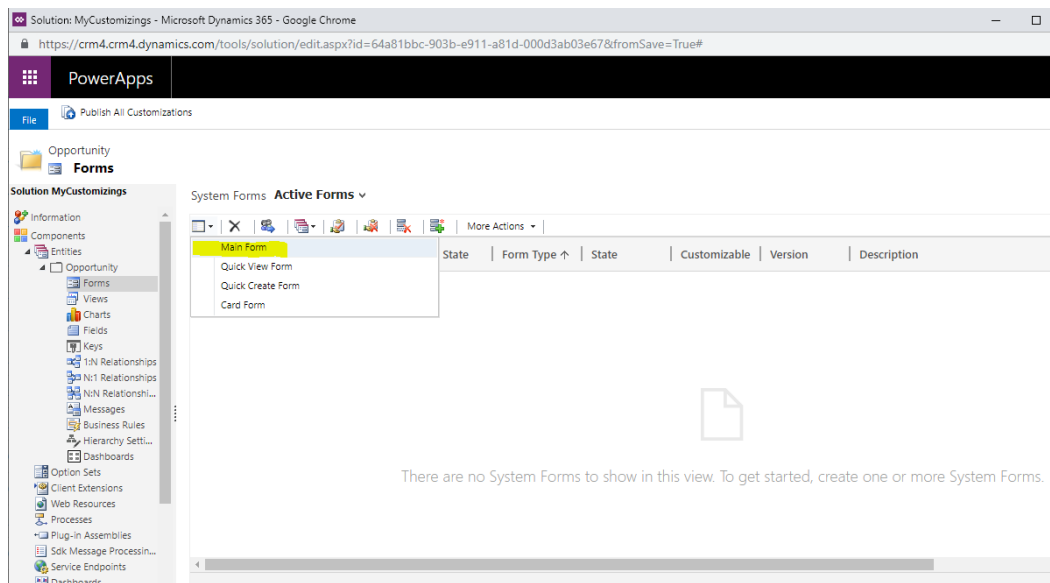 Solution: MyCustomizings - Microsoft Dynamics 365 - Google Chrome
https://crm4.crm4.dynamics.com/tools/solution/edit.aspx?id=64a81bbc-903b-e911-a81d-000d3ab03e67&fromSave=True#
PowerApps
File
Publish All Customizations
Opportunity
Forms
Solution MyCustomizings
System Forms Active Forms
Information
Components
Entities
Opportunity
Forms
Views
Charts
Fields
Keys
1:N Relationships
N:1 Relationships
N:N Relationshi...
Messages
Business Rules
Hierarchy Setti...
Dashboards
Option Sets
Client Extensions
Web Resources
Processes
Plug-in Assemblies
Sdk Message Processin...
Service Endpoints
Dashboards
More Actions
Main Form
Quick View Form
Quick Create Form
Card Form
State Form Type ↑ State Customizable Version Description
There are no System Forms to show in this view. To get started, create one or more System Forms.